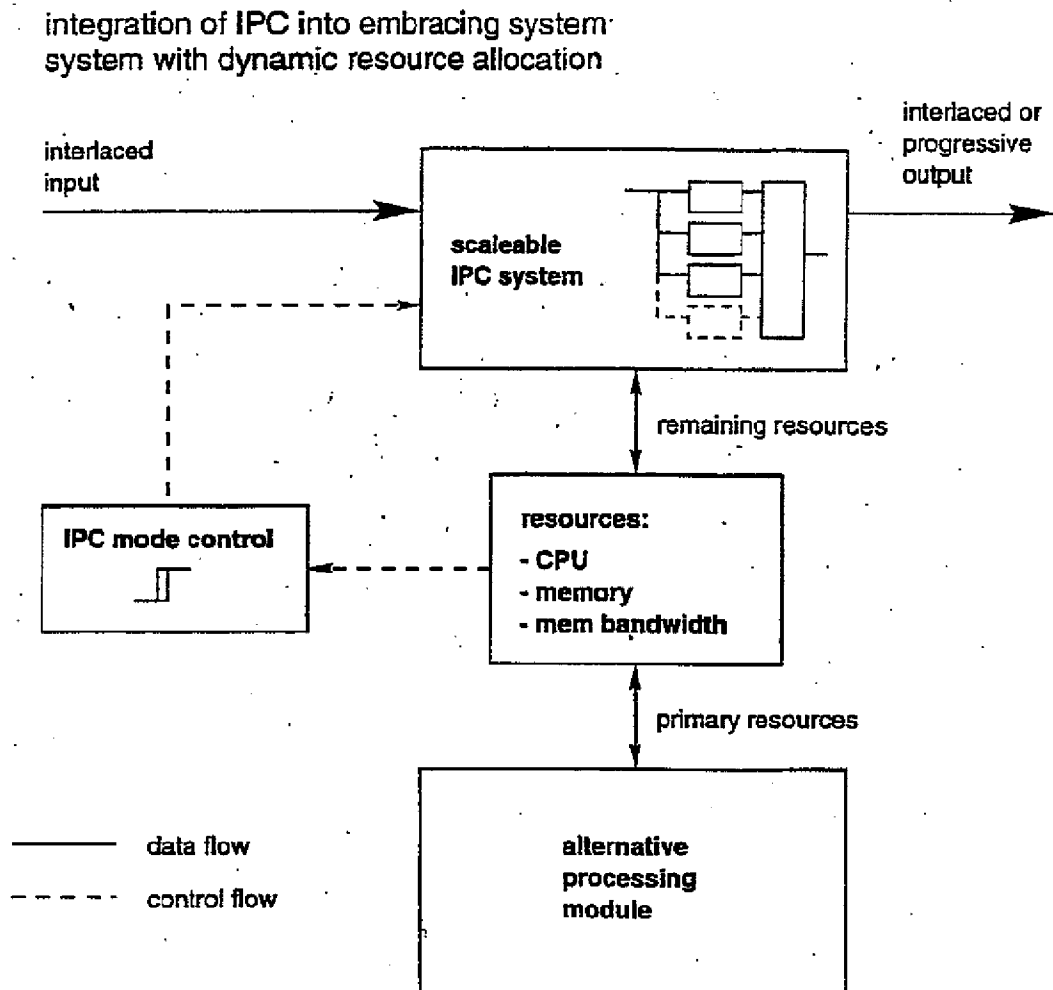 integration of IPC into embracing system
system with dynamic resource allocation
interlaced
input
interlaced or
progressive
output
scaleable
IPC system
remaining resources
IPC mode control
resources:
- CPU
- memory
- mem bandwidth
primary resources
data flow
control flow
alternative
processing
module